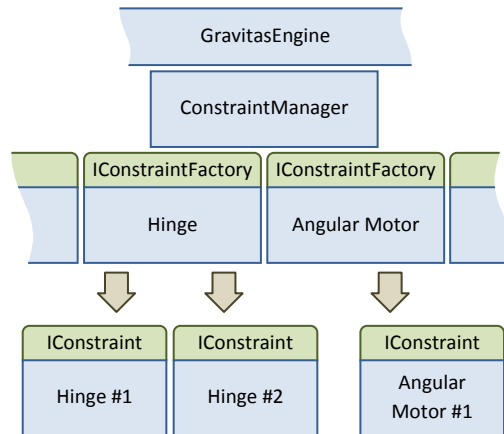 GravitasEngine
ConstraintManager
IConstraintFactory
IConstraintFactory
Hinge
Angular Motor
IConstraint
IConstraint
IConstraint
Hinge #1
Hinge #2
Angular
Motor #1